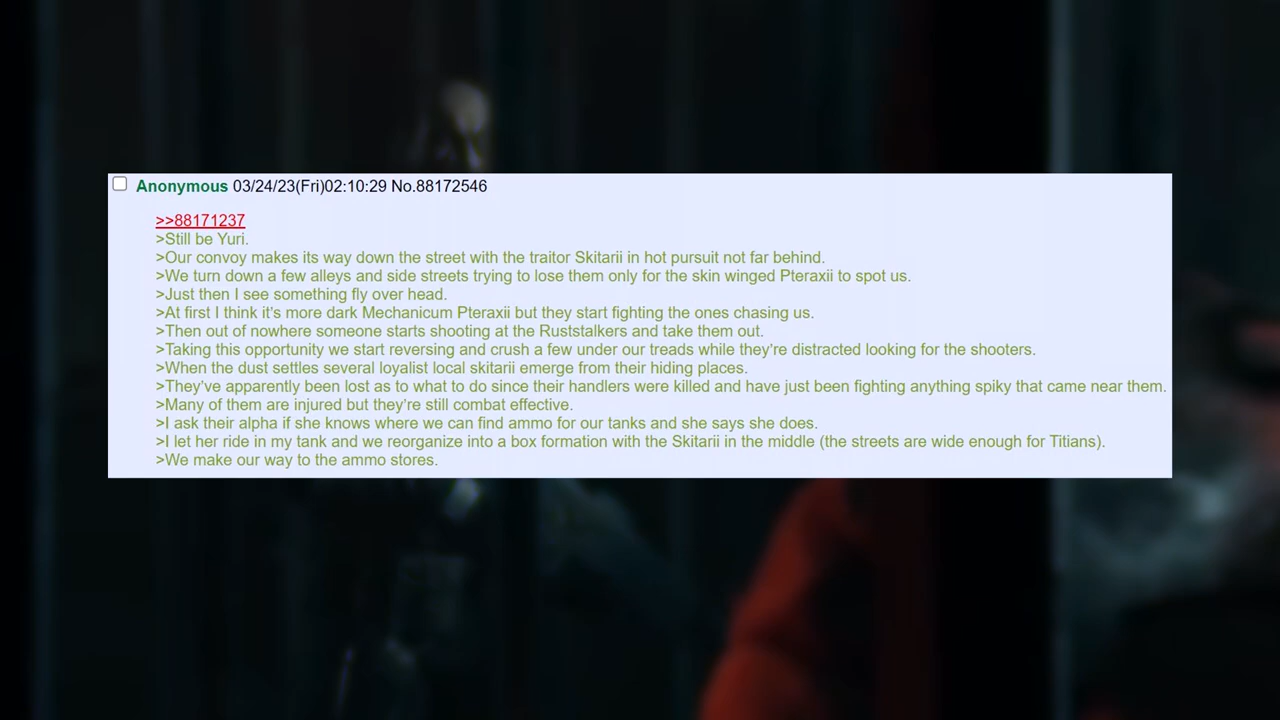 Anonymous 03/24/23(Fri)02:10:29 No.88172546
>>88171237
>Still be Yuri.
>Our convoy makes its way down the street with the traitor Skitarii in hot pursuit not far behind.
>We turn down a few alleys and side streets trying to lose them only for the skin winged Pteraxii to spot us.
>Just then I see something fly over head.
>At first I think it's more dark Mechanicum Pteraxii but they start fighting the ones chasing us.
>Then out of nowhere someone starts shooting at the Ruststalkers and take them out.
>Taking this opportunity we start reversing and crush a few under our treads while they’re distracted looking for the shooters.
>When the dust settles several loyalist local skitarii emerge from their hiding places.
>They’ve apparently been lost as to what to do since their handlers were killed and have just been fighting anything spiky that came near them.
>Many of them are injured but they’re still combat effective.
>I ask their alpha if she knows where we can find ammo for our tanks and she says she does.
>I let her ride in my tank and we reorganize into a box formation with the Skitarii in the middle (the streets are wide enough for Titians).
>We make our way to the ammo stores.